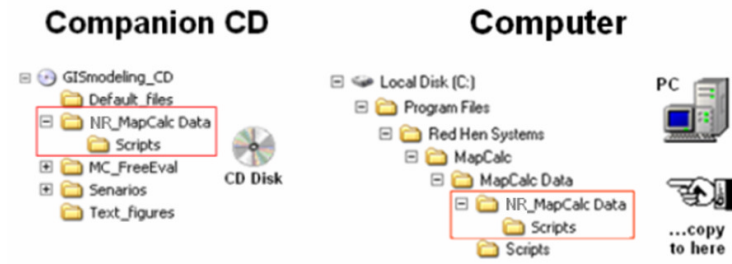 Companion CD
GISmodeling_CD
Default_files
NR_MapCalc Data
Scripts
MC_FreeEval
Senarios
Text_figures
CD Disk
Computer
Local Disk (C:)
Program Files
Red Hen Systems
MapCalc
MapCalc Data
NR_MapCalc Data
Scripts
Scripts
PC
...copy
to here